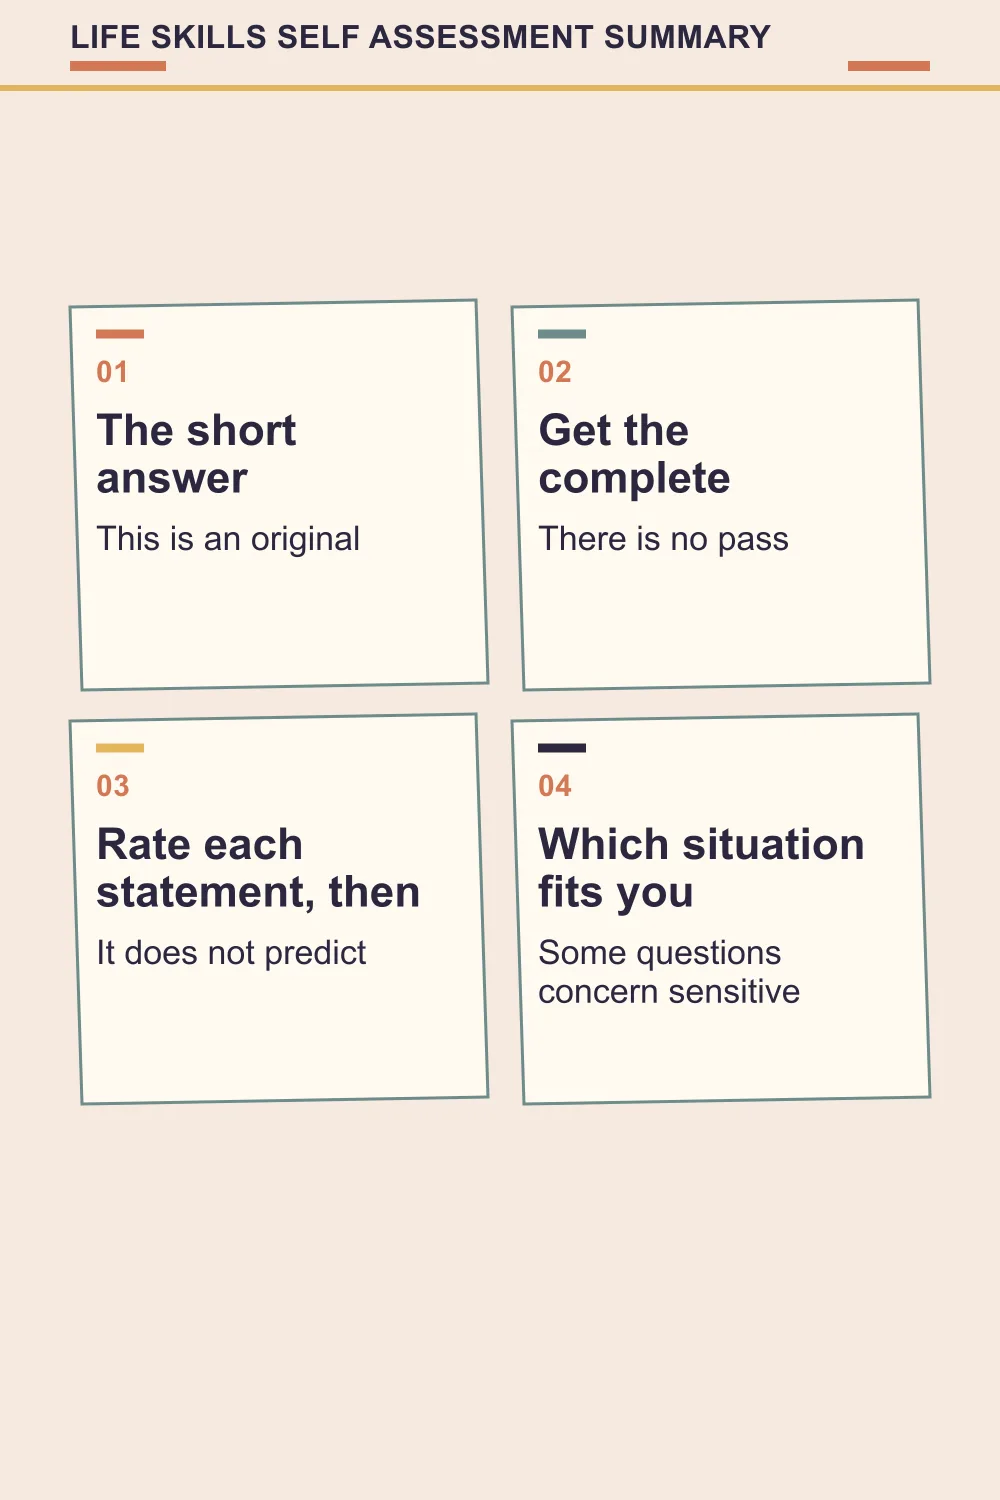 LIFE SKILLS SELF ASSESSMENT SUMMARY
01
The short
answer
This is an original
02
Get the
complete
There is no pass
03
Rate each
statement, then
It does not predict
04
Which situation
fits you
Some questions
concern sensitive